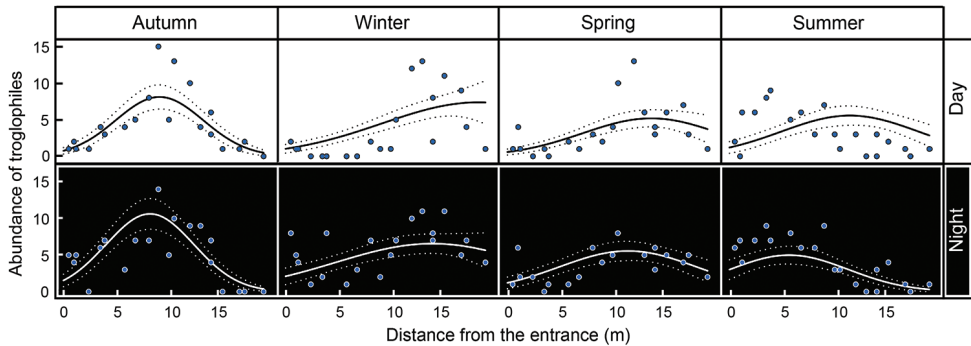 Autumn Winter Spring Summer
15
10
5
0
Day
15
10
5
0
Night
0 5 10 15 0 5 10 15 0 5 10 15 0 5 10 15
Abundance of troglophiles
Distance from the entrance (m)